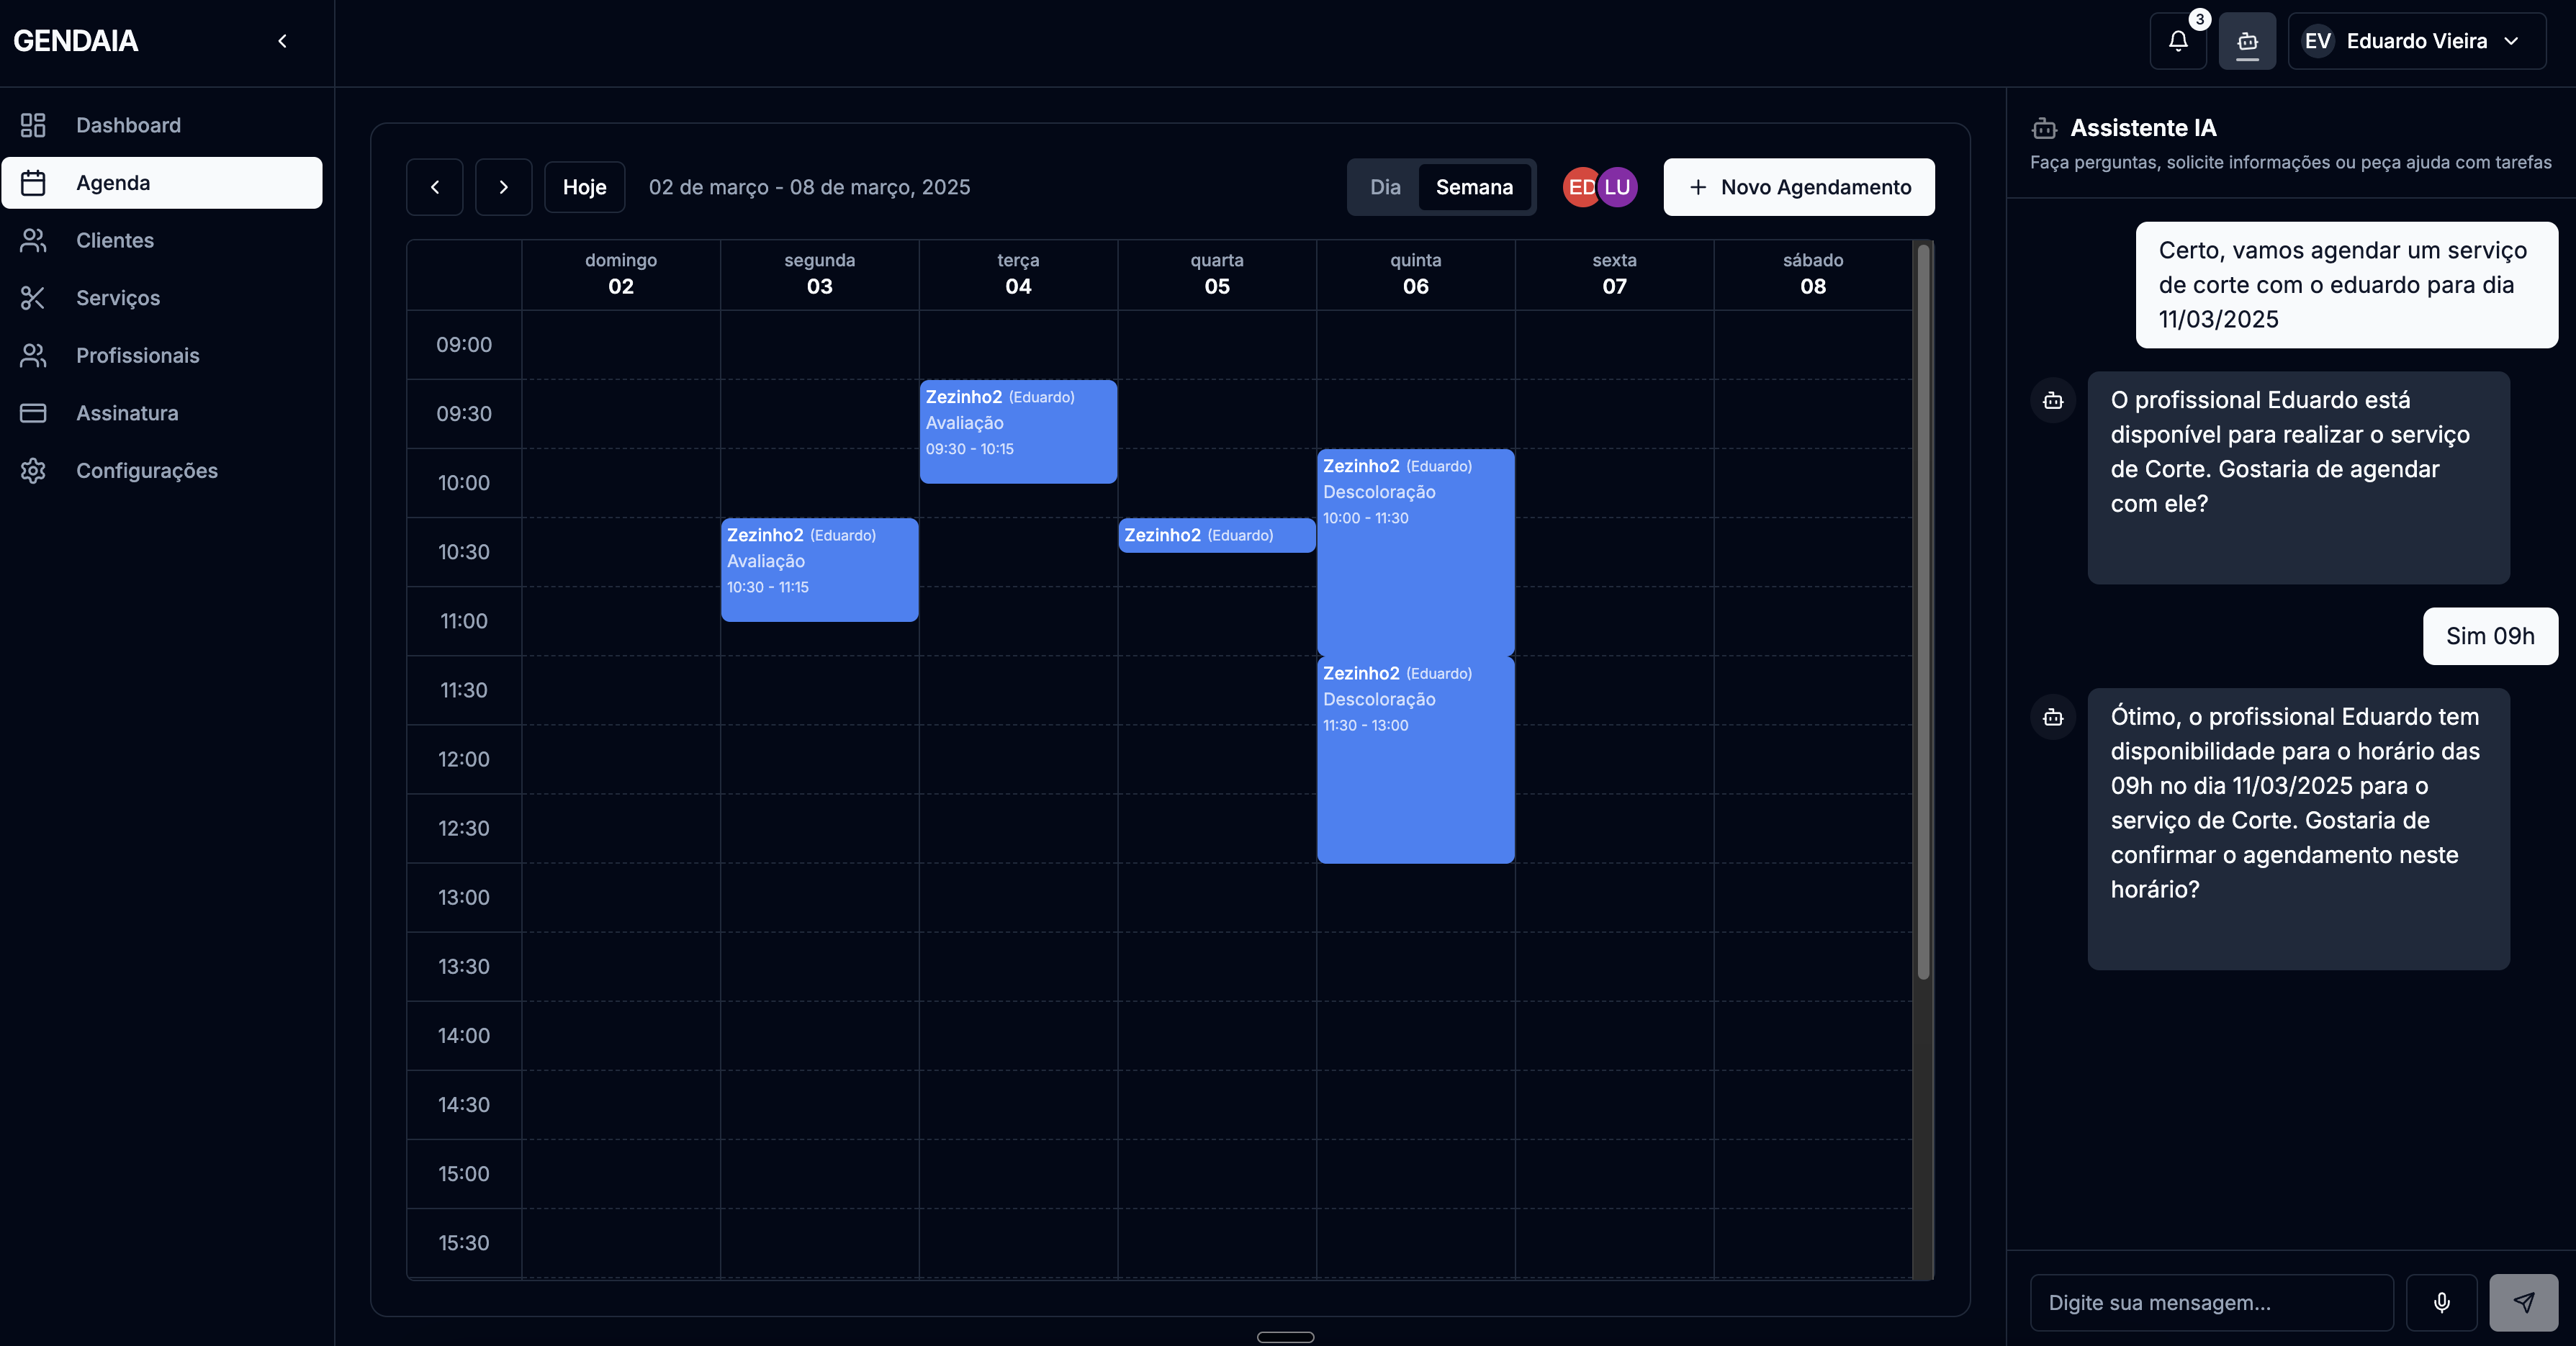 GENDAIA
3
EV Eduardo Vieira
Dashboard
Agenda
Clientes
Serviços
Profissionais
Assinatura
Configurações
Hoje
02 de março - 08 de março, 2025
Dia
Semana
ED LU
Novo Agendamento
domingo segunda terça quarta quinta sexta sábado
02 03 04 05 06 07 08
09:00
09:30
10:00
10:30
11:00
11:30
12:00
12:30
13:00
13:30
14:00
14:30
15:00
15:30
Zezinho2 (Eduardo)
Avaliação
10:30 - 11:15
Zezinho2 (Eduardo)
Avaliação
09:30 - 10:15
Zezinho2 (Eduardo)
Zezinho2 (Eduardo)
Descoloração
10:00 - 11:30
Zezinho2 (Eduardo)
Descoloração
11:30 - 13:00
Assistente IA
Faça perguntas, solicite informações ou peça ajuda com tarefas
Certo, vamos agendar um serviço
de corte com o eduardo para dia
11/03/2025
O profissional Eduardo está
disponível para realizar o serviço
de Corte. Gostaria de agendar
com ele?
Sim 09h
Ótimo, o profissional Eduardo tem
disponibilidade para o horário das
09h no dia 11/03/2025 para o
serviço de Corte. Gostaria de
confirmar o agendamento neste
horário?
Digite sua mensagem...